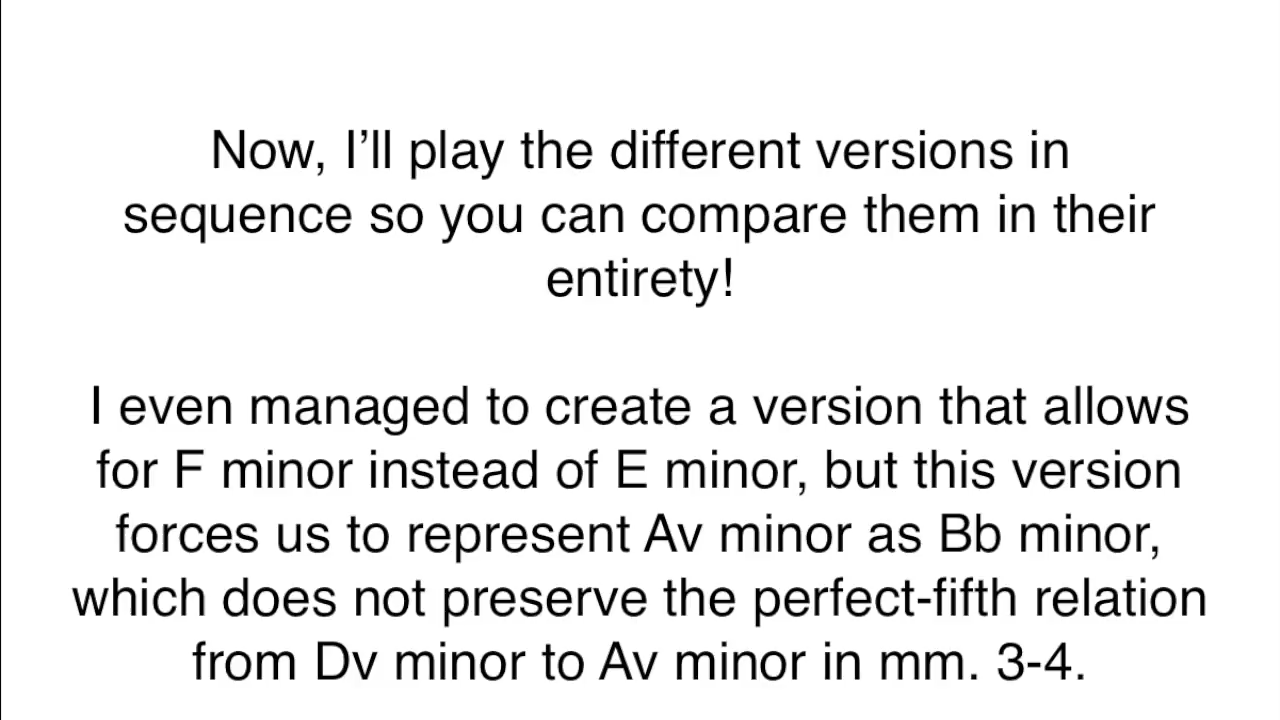 Now, I’ll play the different versions in
sequence so you can compare them in their
entirety!
I even managed to create a version that allows
for F minor instead of E minor, but this version
forces us to represent Av minor as Bb minor,
which does not preserve the perfect-fifth relation
from Dv minor to Av minor in mm. 3-4.